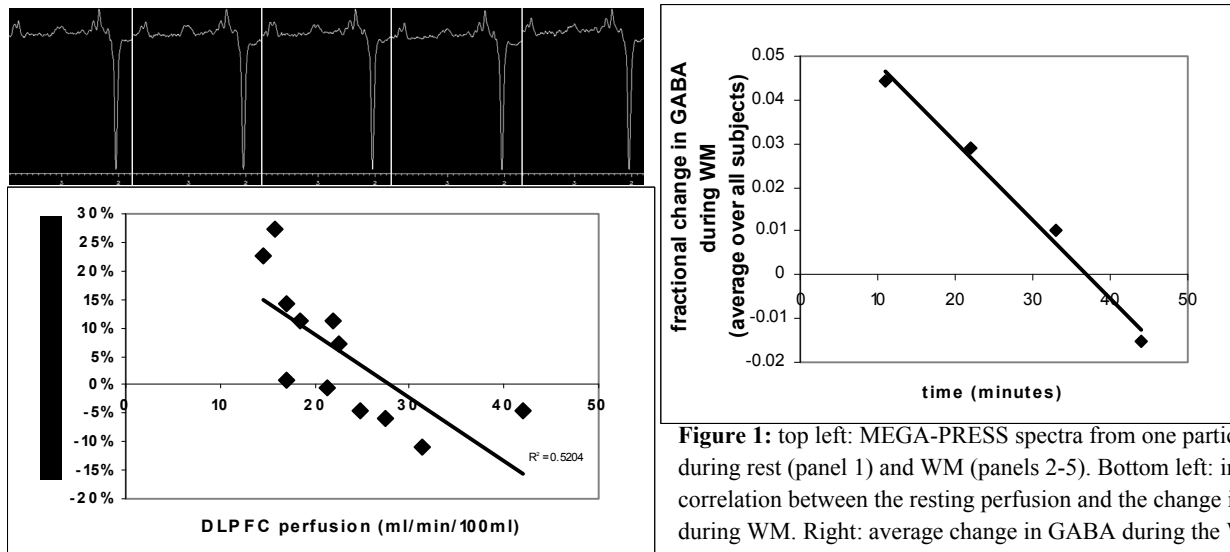 30%
25%
20%
15%
10%
5%
0%
-5%
-10%
-15%
-20%
0 10 20 30 40 50
R² = 0.5204
DLPFC perfusion (ml/min/100ml)
fractional change in GABA
during WM
(average over all subjects)
0.05
0.04
0.03
0.02
0.01
0
-0.01
-0.02
0 10 20 30 40 50
time (minutes)
Figure 1: top left: MEGA-PRESS spectra from one partic
during rest (panel 1) and WM (panels 2-5). Bottom left: in
correlation between the resting perfusion and the change i
during WM. Right: average change in GABA during the W